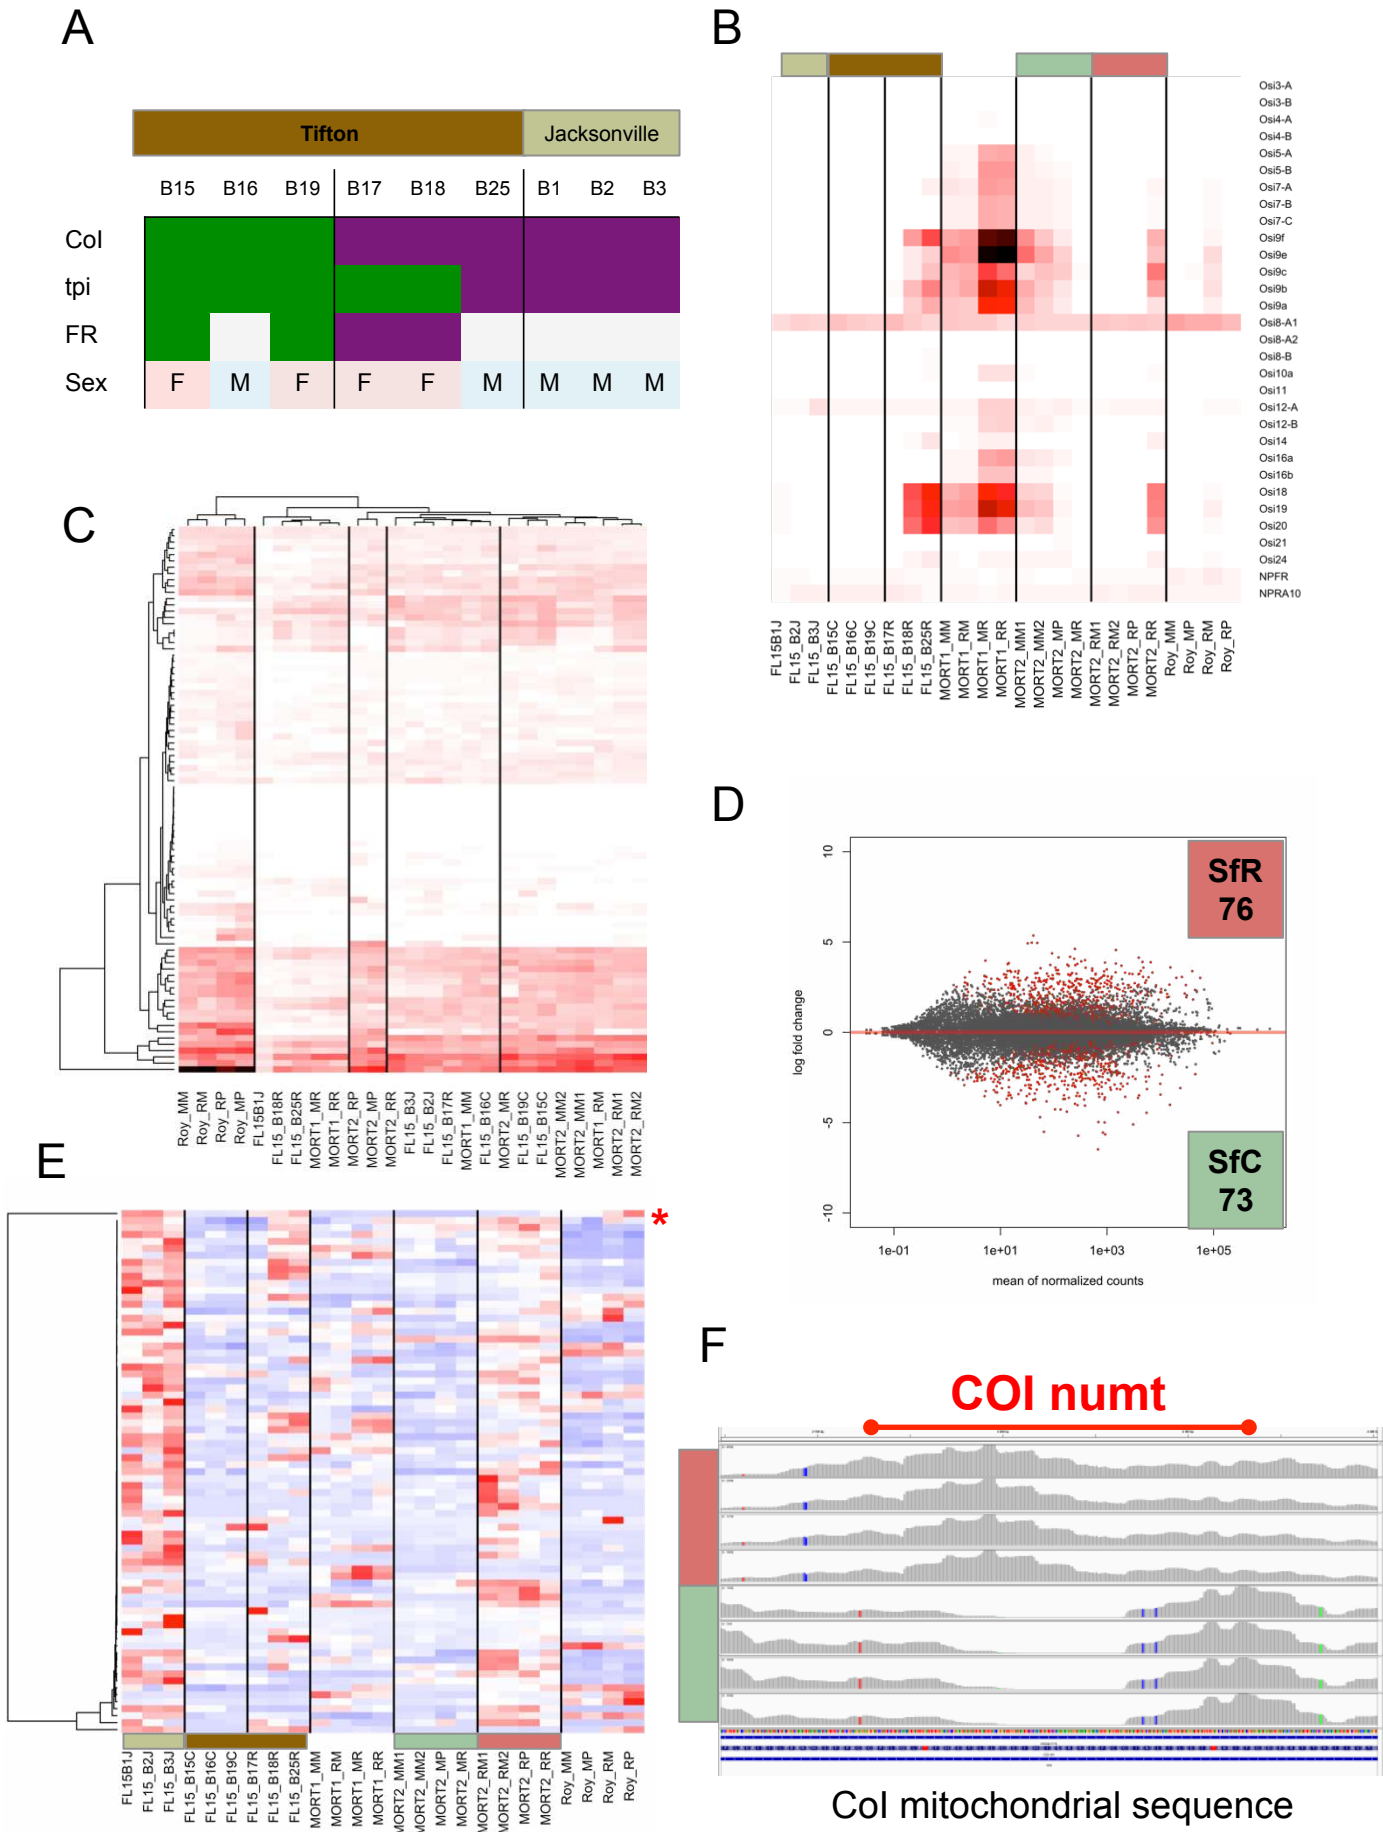 A
Tifton
Jacksonville
B15 B16 B19 B17 B18 B25 B1 B2 B3
CoI
tpi
FR
Sex F M F F F M M M M
B
Osi3-A
Osi3-B
Osi4-A
Osi4-B
Osi5-A
Osi5-B
Osi7-A
Osi7-B
Osi7-C
Osi9f
Osi9e
Osi9c
Osi9b
Osi9a
Osi8-A1
Osi8-A2
Osi8-B
Osi10a
Osi11
Osi12-A
Osi12-B
Osi14
Osi16a
Osi16b
Osi18
Osi19
Osi20
Osi21
Osi24
NPFR
NPRA10
FL15B1J
FL15_B2J
FL15_B3J
FL15_B15C
FL15_B16C
FL15_B19C
FL15_B17R
FL15_B18R
FL15_B25R
MORT1_MM
MORT1_RM
MORT1_MR
MORT1_RR
MORT2_MM1
MORT2_MM2
MORT2_MP
MORT2_MR
MORT2_RM1
MORT2_RM2
MORT2_RP
MORT2_RR
Roy_MM
Roy_MP
Roy_RM
Roy_RP
C
Roy_MM
Roy_RM
Roy_RP
Roy_MP
FL15B1J
FL15_B18R
FL15_B25R
MORT1_MR
MORT1_RR
MORT2_RP
MORT2_MP
MORT2_RR
FL15_B3J
FL15_B2J
FL15_B17R
MORT1_MM
FL15_B16C
MORT2_MR
FL15_B19C
FL15_B15C
MORT2_MM2
MORT2_MM1
MORT1_RM
MORT2_RM1
MORT2_RM2
D
SfR
76
SfC
73
10
5
0
-5
-10
log fold change
1e-01 1e+01 1e+03 1e+05
mean of normalized counts
E
*
FL15B1J
FL15_B2J
FL15_B3J
FL15_B15C
FL15_B16C
FL15_B19C
FL15_B17R
FL15_B18R
FL15_B25R
MORT1_MM
MORT1_RM
MORT1_MR
MORT1_RR
MORT2_MM1
MORT2_MM2
MORT2_MP
MORT2_MR
MORT2_RM1
MORT2_RM2
MORT2_RP
MORT2_RR
Roy_MM
Roy_MP
Roy_RM
Roy_RP
F
COI numt
CoI mitochondrial sequence